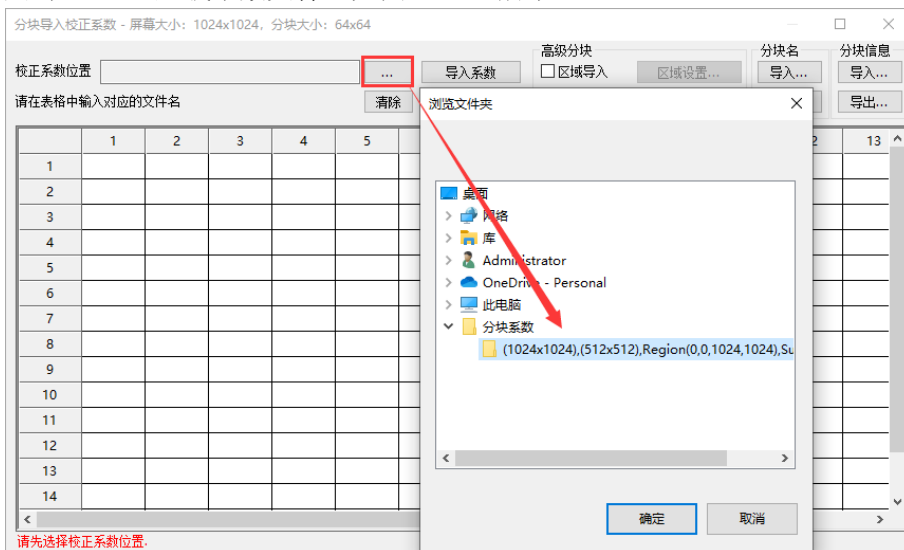 分块导入校正系数 - 屏幕大小: 1024x1024, 分块大小: 64x64
高级分块
分块名
分块信息
校正系数位置
...
导入系数
区域导入
区域设置...
导入...
导入...
请在表格中输入对应的文件名
清除
导出...
浏览文件夹
1 2 3 4 5 2 13
1
2
3
4
5
6
7
8
9
10
11
12
13
14
桌面
网络
库
Administrator
OneDrive - Personal
此电脑
分块系数
(1024x1024),(512x512),Region(0,0,1024,1024),Su
确定
取消
请先选择校正系数位置.